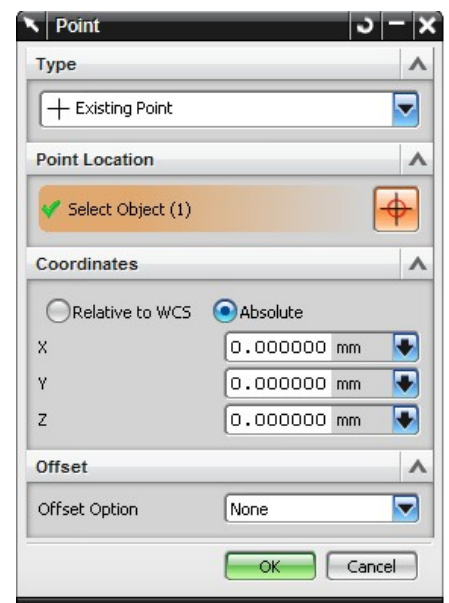 Point
Type
Existing Point
Point Location
Select Object (1)
Coordinates
Relative to WCS Absolute
X 0.000000 mm
Y 0.000000 mm
Z 0.000000 mm
Offset
Offset Option None
OK Cancel